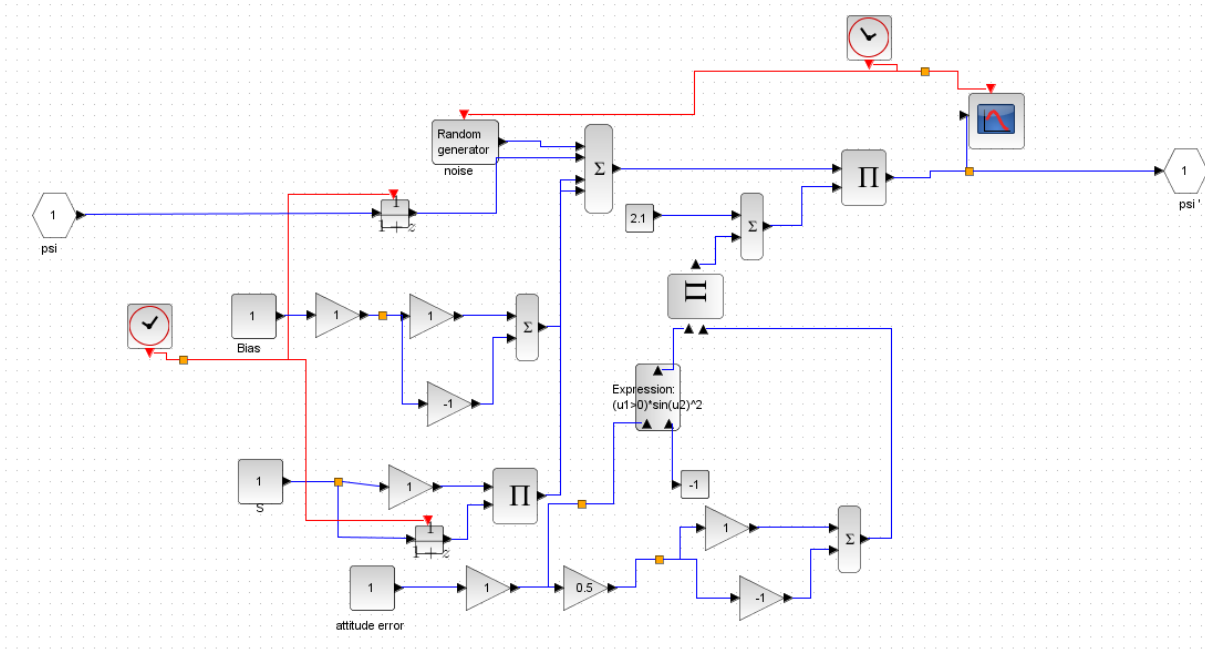 Random
generator
noise
1
psi
1
1 + z
1
psi '
2.1
Σ
Π
Σ
Π
1
Bias
1
1
Σ
-1
Expression:
(u1>0)*sin(u2)^2
-1
1
S
1
Π
1
1 + z
1
Σ
1
attitude error
1
0.5
-1